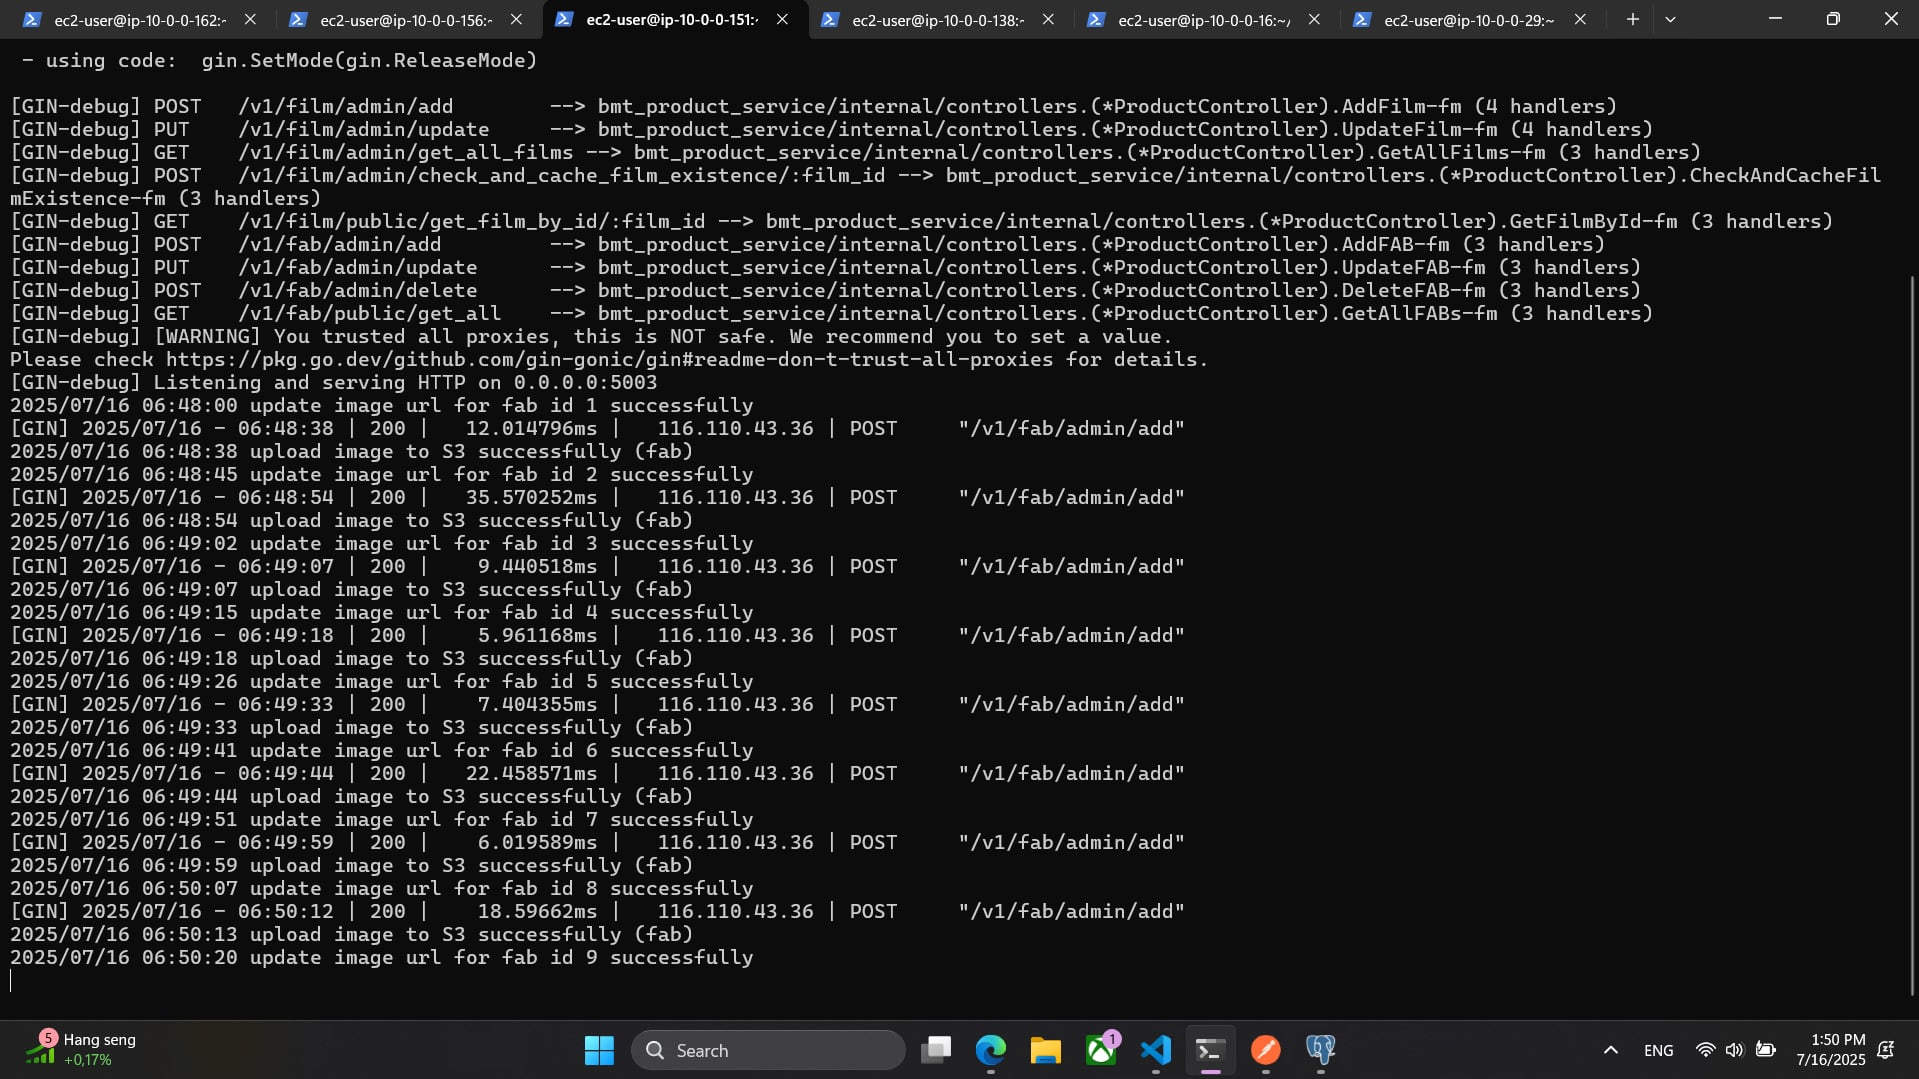 ec2-user@ip-10-0-0-162:~
ec2-user@ip-10-0-0-156:~
ec2-user@ip-10-0-0-151:~
ec2-user@ip-10-0-0-138:~
ec2-user@ip-10-0-0-16:~/
ec2-user@ip-10-0-0-29:~
 - using code:  gin.SetMode(gin.ReleaseMode)
[GIN-debug] POST   /v1/film/admin/add        --> bmt_product_service/internal/controllers.(*ProductController).AddFilm-fm (4 handlers)
[GIN-debug] PUT    /v1/film/admin/update     --> bmt_product_service/internal/controllers.(*ProductController).UpdateFilm-fm (4 handlers)
[GIN-debug] GET    /v1/film/admin/get_all_films --> bmt_product_service/internal/controllers.(*ProductController).GetAllFilms-fm (3 handlers)
[GIN-debug] POST   /v1/film/admin/check_and_cache_film_existence/:film_id --> bmt_product_service/internal/controllers.(*ProductController).CheckAndCacheFil
mExistence-fm (3 handlers)
[GIN-debug] GET    /v1/film/public/get_film_by_id/:film_id --> bmt_product_service/internal/controllers.(*ProductController).GetFilmById-fm (3 handlers)
[GIN-debug] POST   /v1/fab/admin/add         --> bmt_product_service/internal/controllers.(*ProductController).AddFAB-fm (3 handlers)
[GIN-debug] PUT    /v1/fab/admin/update      --> bmt_product_service/internal/controllers.(*ProductController).UpdateFAB-fm (3 handlers)
[GIN-debug] POST   /v1/fab/admin/delete      --> bmt_product_service/internal/controllers.(*ProductController).DeleteFAB-fm (3 handlers)
[GIN-debug] GET    /v1/fab/public/get_all    --> bmt_product_service/internal/controllers.(*ProductController).GetAllFABs-fm (3 handlers)
[GIN-debug] [WARNING] You trusted all proxies, this is NOT safe. We recommend you to set a value.
Please check https://pkg.go.dev/github.com/gin-gonic/gin#readme-don-t-trust-all-proxies for details.
[GIN-debug] Listening and serving HTTP on 0.0.0.0:5003
2025/07/16 06:48:00 update image url for fab id 1 successfully
[GIN] 2025/07/16 - 06:48:38 | 200 |   12.014796ms |   116.110.43.36 | POST     "/v1/fab/admin/add"
2025/07/16 06:48:38 upload image to S3 successfully (fab)
2025/07/16 06:48:45 update image url for fab id 2 successfully
[GIN] 2025/07/16 - 06:48:54 | 200 |   35.570252ms |   116.110.43.36 | POST     "/v1/fab/admin/add"
2025/07/16 06:48:54 upload image to S3 successfully (fab)
2025/07/16 06:49:02 update image url for fab id 3 successfully
[GIN] 2025/07/16 - 06:49:07 | 200 |    9.440518ms |   116.110.43.36 | POST     "/v1/fab/admin/add"
2025/07/16 06:49:07 upload image to S3 successfully (fab)
2025/07/16 06:49:15 update image url for fab id 4 successfully
[GIN] 2025/07/16 - 06:49:18 | 200 |    5.961168ms |   116.110.43.36 | POST     "/v1/fab/admin/add"
2025/07/16 06:49:18 upload image to S3 successfully (fab)
2025/07/16 06:49:26 update image url for fab id 5 successfully
[GIN] 2025/07/16 - 06:49:33 | 200 |    7.404355ms |   116.110.43.36 | POST     "/v1/fab/admin/add"
2025/07/16 06:49:33 upload image to S3 successfully (fab)
2025/07/16 06:49:41 update image url for fab id 6 successfully
[GIN] 2025/07/16 - 06:49:44 | 200 |   22.458571ms |   116.110.43.36 | POST     "/v1/fab/admin/add"
2025/07/16 06:49:44 upload image to S3 successfully (fab)
2025/07/16 06:49:51 update image url for fab id 7 successfully
[GIN] 2025/07/16 - 06:49:59 | 200 |    6.019589ms |   116.110.43.36 | POST     "/v1/fab/admin/add"
2025/07/16 06:49:59 upload image to S3 successfully (fab)
2025/07/16 06:50:07 update image url for fab id 8 successfully
[GIN] 2025/07/16 - 06:50:12 | 200 |    18.59662ms |   116.110.43.36 | POST     "/v1/fab/admin/add"
2025/07/16 06:50:13 upload image to S3 successfully (fab)
2025/07/16 06:50:20 update image url for fab id 9 successfully
5
Hang seng
+0,17%
Search
1
ENG
1:50 PM
7/16/2025